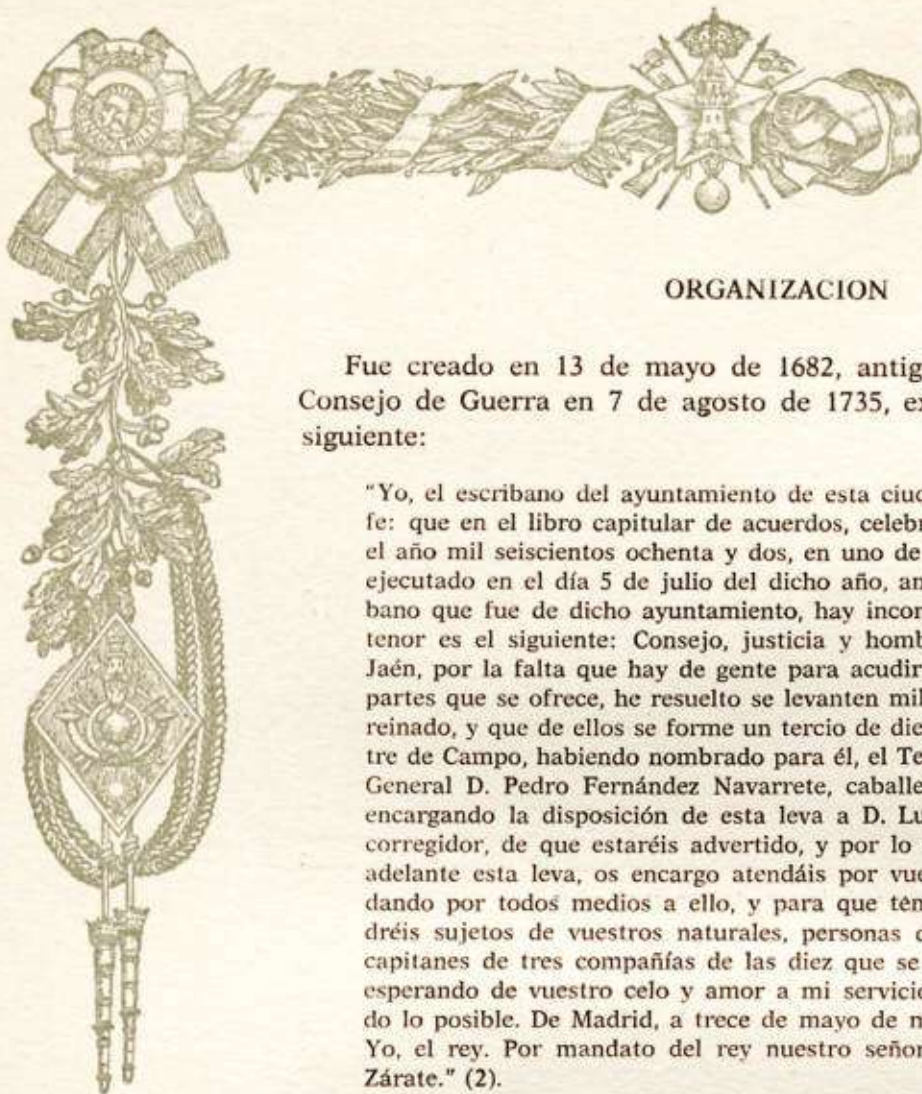 ORGANIZACION
Fue creado en 13 de mayo de 1682, antig
Consejo de Guerra en 7 de agosto de 1735, ex
siguiente:
"Yo, el escribano del ayuntamiento de esta ciud
fe: que en el libro capitular de acuerdos, celebr
el año mil seiscientos ochenta y dos, en uno de
ejecutado en el día 5 de julio del dicho año, an
bano que fue de dicho ayuntamiento, hay incor
tenor es el siguiente: Consejo, justicia y homb
Jaén, por la falta que hay de gente para acudir
partes que se ofrece, he resuelto se levanten mil
reinado, y que de ellos se forme un tercio de die
tre de Campo, habiendo nombrado para él, el Te
General D. Pedro Fernández Navarrete, caballe
encargando la disposición de esta leva a D. Lu
corregidor, de que estaréis advertido, y por lo
adelante esta leva, os encargo atendáis por vue
dando por todos medios a ello, y para que tén
dréis sujetos de vuestros naturales, personas d
capitanes de tres compañías de las diez que se
esperando de vuestro celo y amor a mi servicio
do lo posible. De Madrid, a trece de mayo de m
Yo, el rey. Por mandato del rey nuestro señor
Zárate." (2).